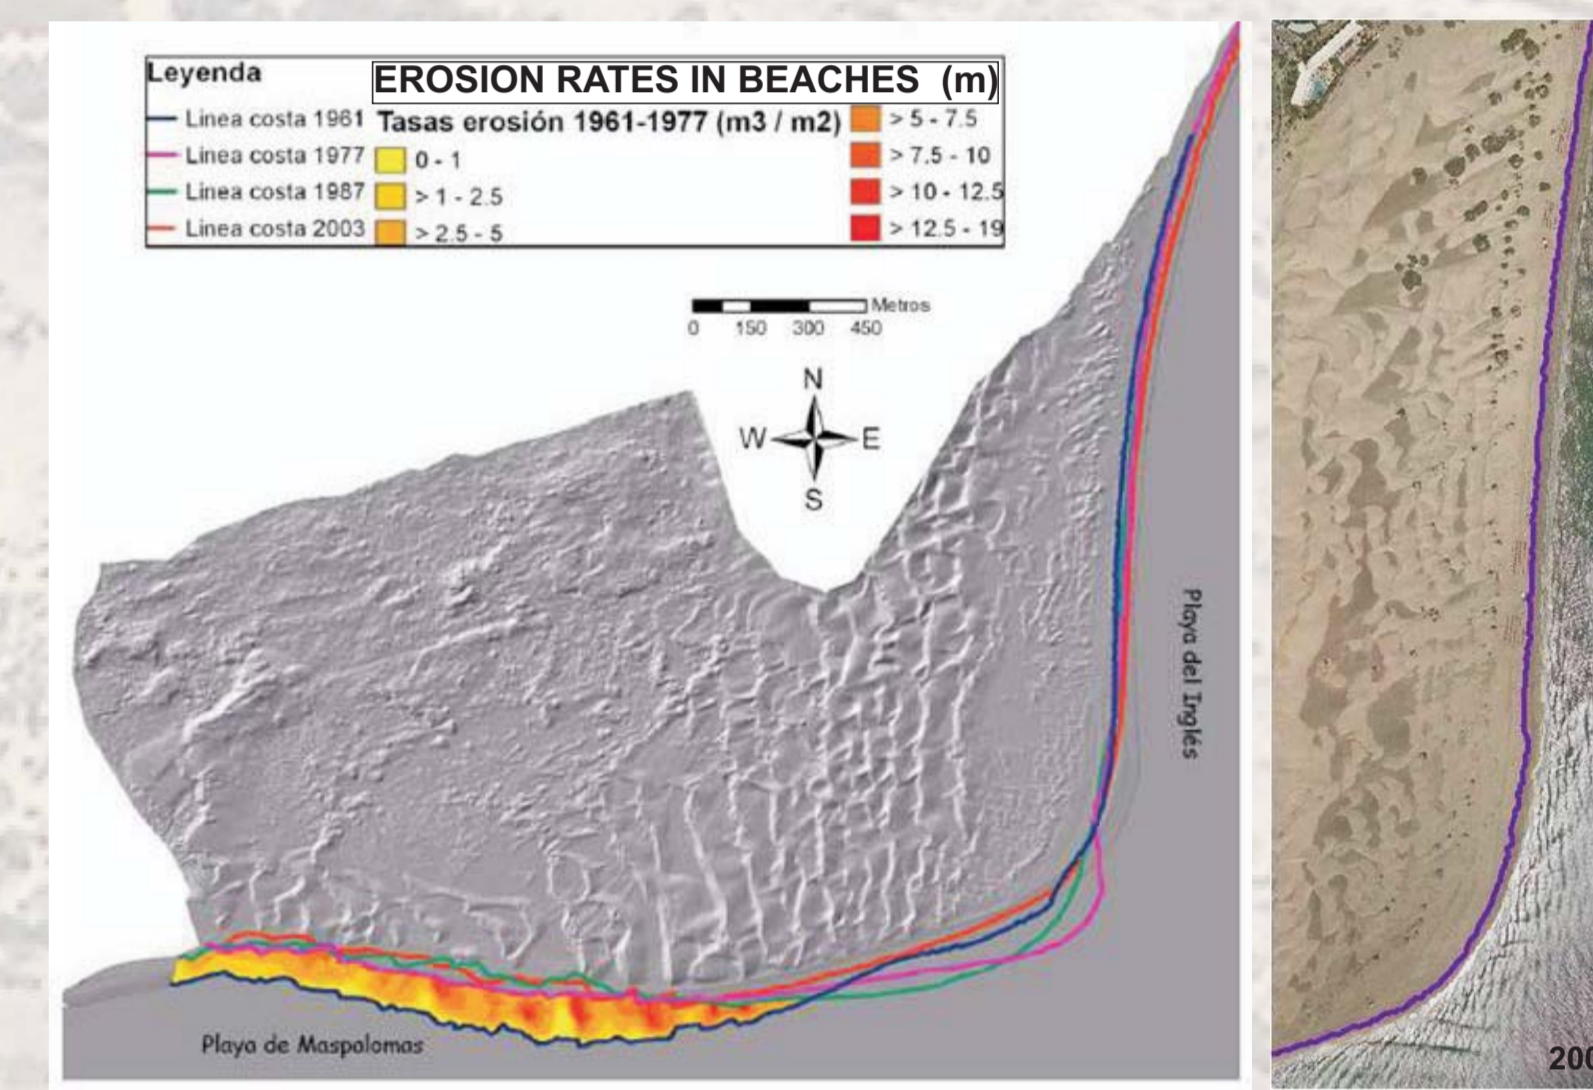 Leyenda
EROSION RATES IN BEACHES (m)
Linea costa 1961
Tasas erosión 1961-1977 (m3 / m2)
> 5 - 7.5
Linea costa 1977
0 - 1
> 7.5 - 10
Linea costa 1987
> 1 - 2.5
> 10 - 12.5
Linea costa 2003
> 2.5 - 5
> 12.5 - 19
Metros
0 150 300 450
N
W E
S
Playa del Inglés
Playa de Maspalomas
200